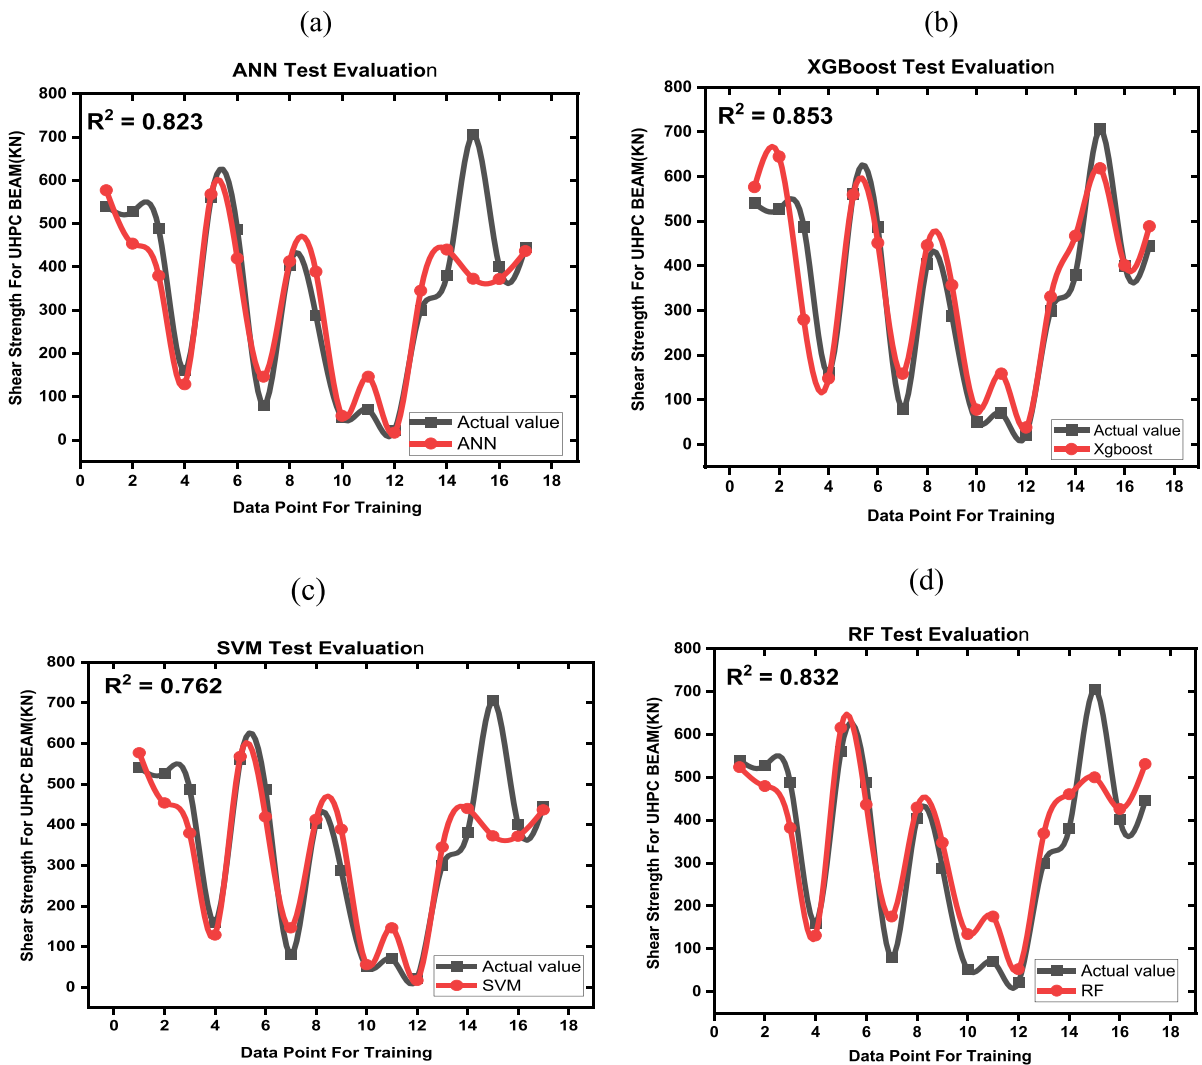 (a)
ANN Test Evaluation
R² = 0.823
Shear Strength For UHPC BEAM(KN)
800
700
600
500
400
300
200
100
0
Actual value
ANN
0 2 4 6 8 10 12 14 16 18
Data Point For Training
(b)
XGBoost Test Evaluation
R² = 0.853
Shear Strength For UHPC BEAM(KN)
800
700
600
500
400
300
200
100
0
Actual value
Xgboost
0 2 4 6 8 10 12 14 16 18
Data Point For Training
(c)
SVM Test Evaluation
R² = 0.762
Shear Strength For UHPC BEAM(KN)
800
700
600
500
400
300
200
100
0
Actual value
SVM
0 2 4 6 8 10 12 14 16 18
Data Point For Training
(d)
RF Test Evaluation
R² = 0.832
Shear Strength For UHPC BEAM(KN)
800
700
600
500
400
300
200
100
0
Actual value
RF
0 2 4 6 8 10 12 14 16 18
Data Point For Training